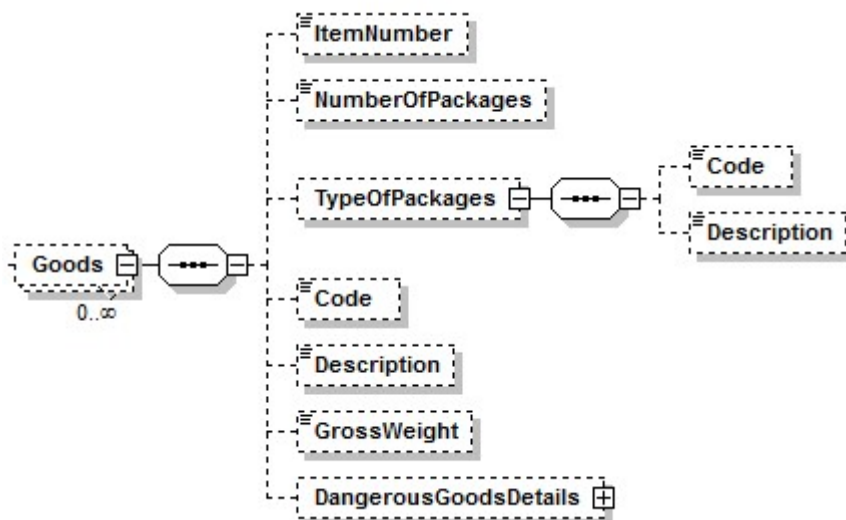 ItemNumber
NumberOfPackages
TypeOfPackages
Code
Description
Goods
0..∞
Code
Description
GrossWeight
DangerousGoodsDetails